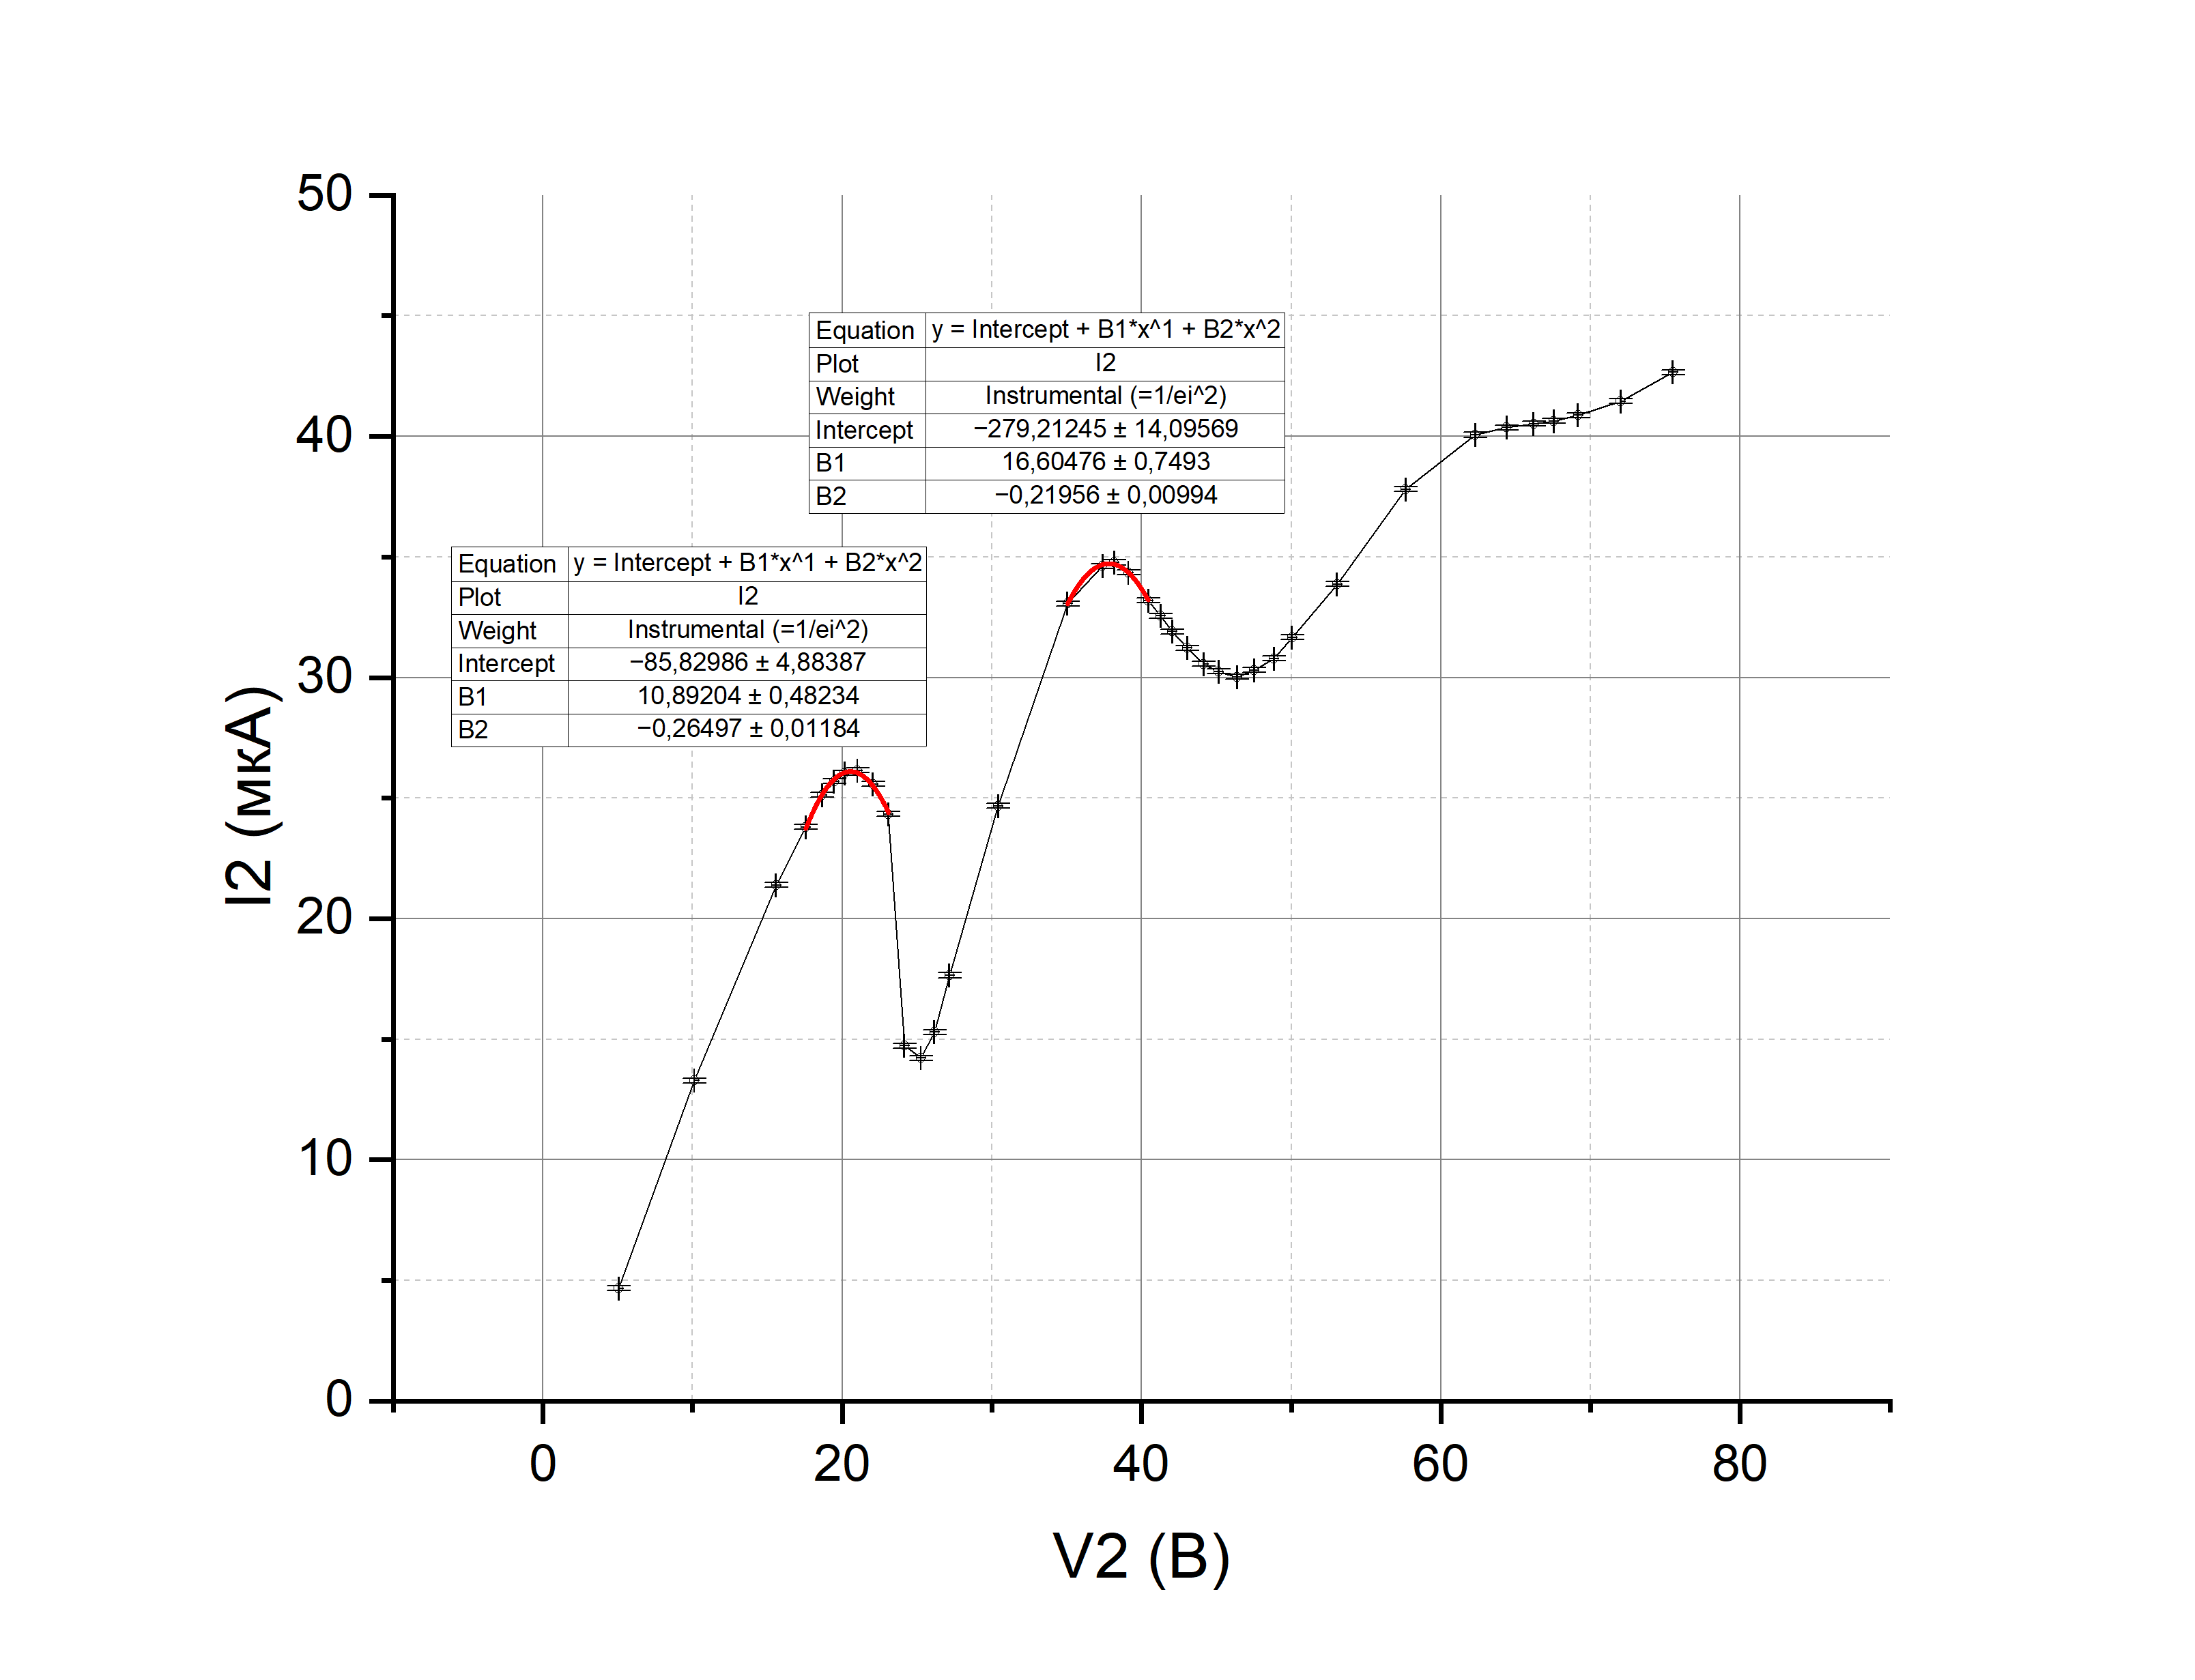 50
40
30
20
10
0
I2 (мкА)
Equation y = Intercept + B1*x^1 + B2*x^2
Plot I2
Weight Instrumental (=1/ei^2)
Intercept −279,21245 ± 14,09569
B1 16,60476 ± 0,7493
B2 −0,21956 ± 0,00994
Equation y = Intercept + B1*x^1 + B2*x^2
Plot I2
Weight Instrumental (=1/ei^2)
Intercept −85,82986 ± 4,88387
B1 10,89204 ± 0,48234
B2 −0,26497 ± 0,01184
0 20 40 60 80
V2 (В)